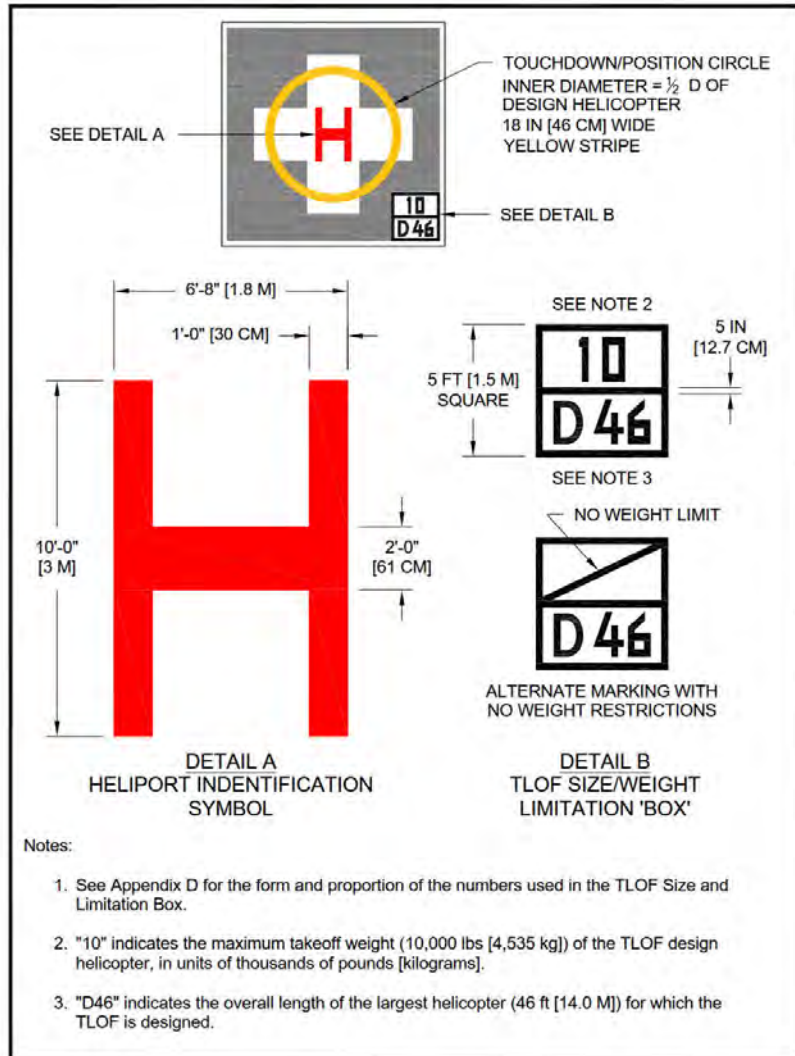 TOUCHDOWN/POSITION CIRCLE
INNER DIAMETER = ½ D OF
DESIGN HELICOPTER
18 IN [46 CM] WIDE
YELLOW STRIPE
SEE DETAIL A
H
10
D 46
SEE DETAIL B
6'-8" [1.8 M]
1'-0" [30 CM]
10'-0"
[3 M]
2'-0"
[61 CM]
H
DETAIL A
HELIPORT INDENTIFICATION
SYMBOL
SEE NOTE 2
5 IN
[12.7 CM]
5 FT [1.5 M]
SQUARE
10
D 46
SEE NOTE 3
NO WEIGHT LIMIT
D 46
ALTERNATE MARKING WITH
NO WEIGHT RESTRICTIONS
DETAIL B
TLOF SIZE/WEIGHT
LIMITATION 'BOX'
Notes:
1. See Appendix D for the form and proportion of the numbers used in the TLOF Size and
Limitation Box.
2. "10" indicates the maximum takeoff weight (10,000 lbs [4,535 kg]) of the TLOF design
helicopter, in units of thousands of pounds [kilograms].
3. "D46" indicates the overall length of the largest helicopter (46 ft [14.0 M]) for which the
TLOF is designed.